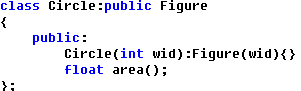 class Circle:public Figure
{
    public:
        Circle(int wid):Figure(wid){}
        float area();
};